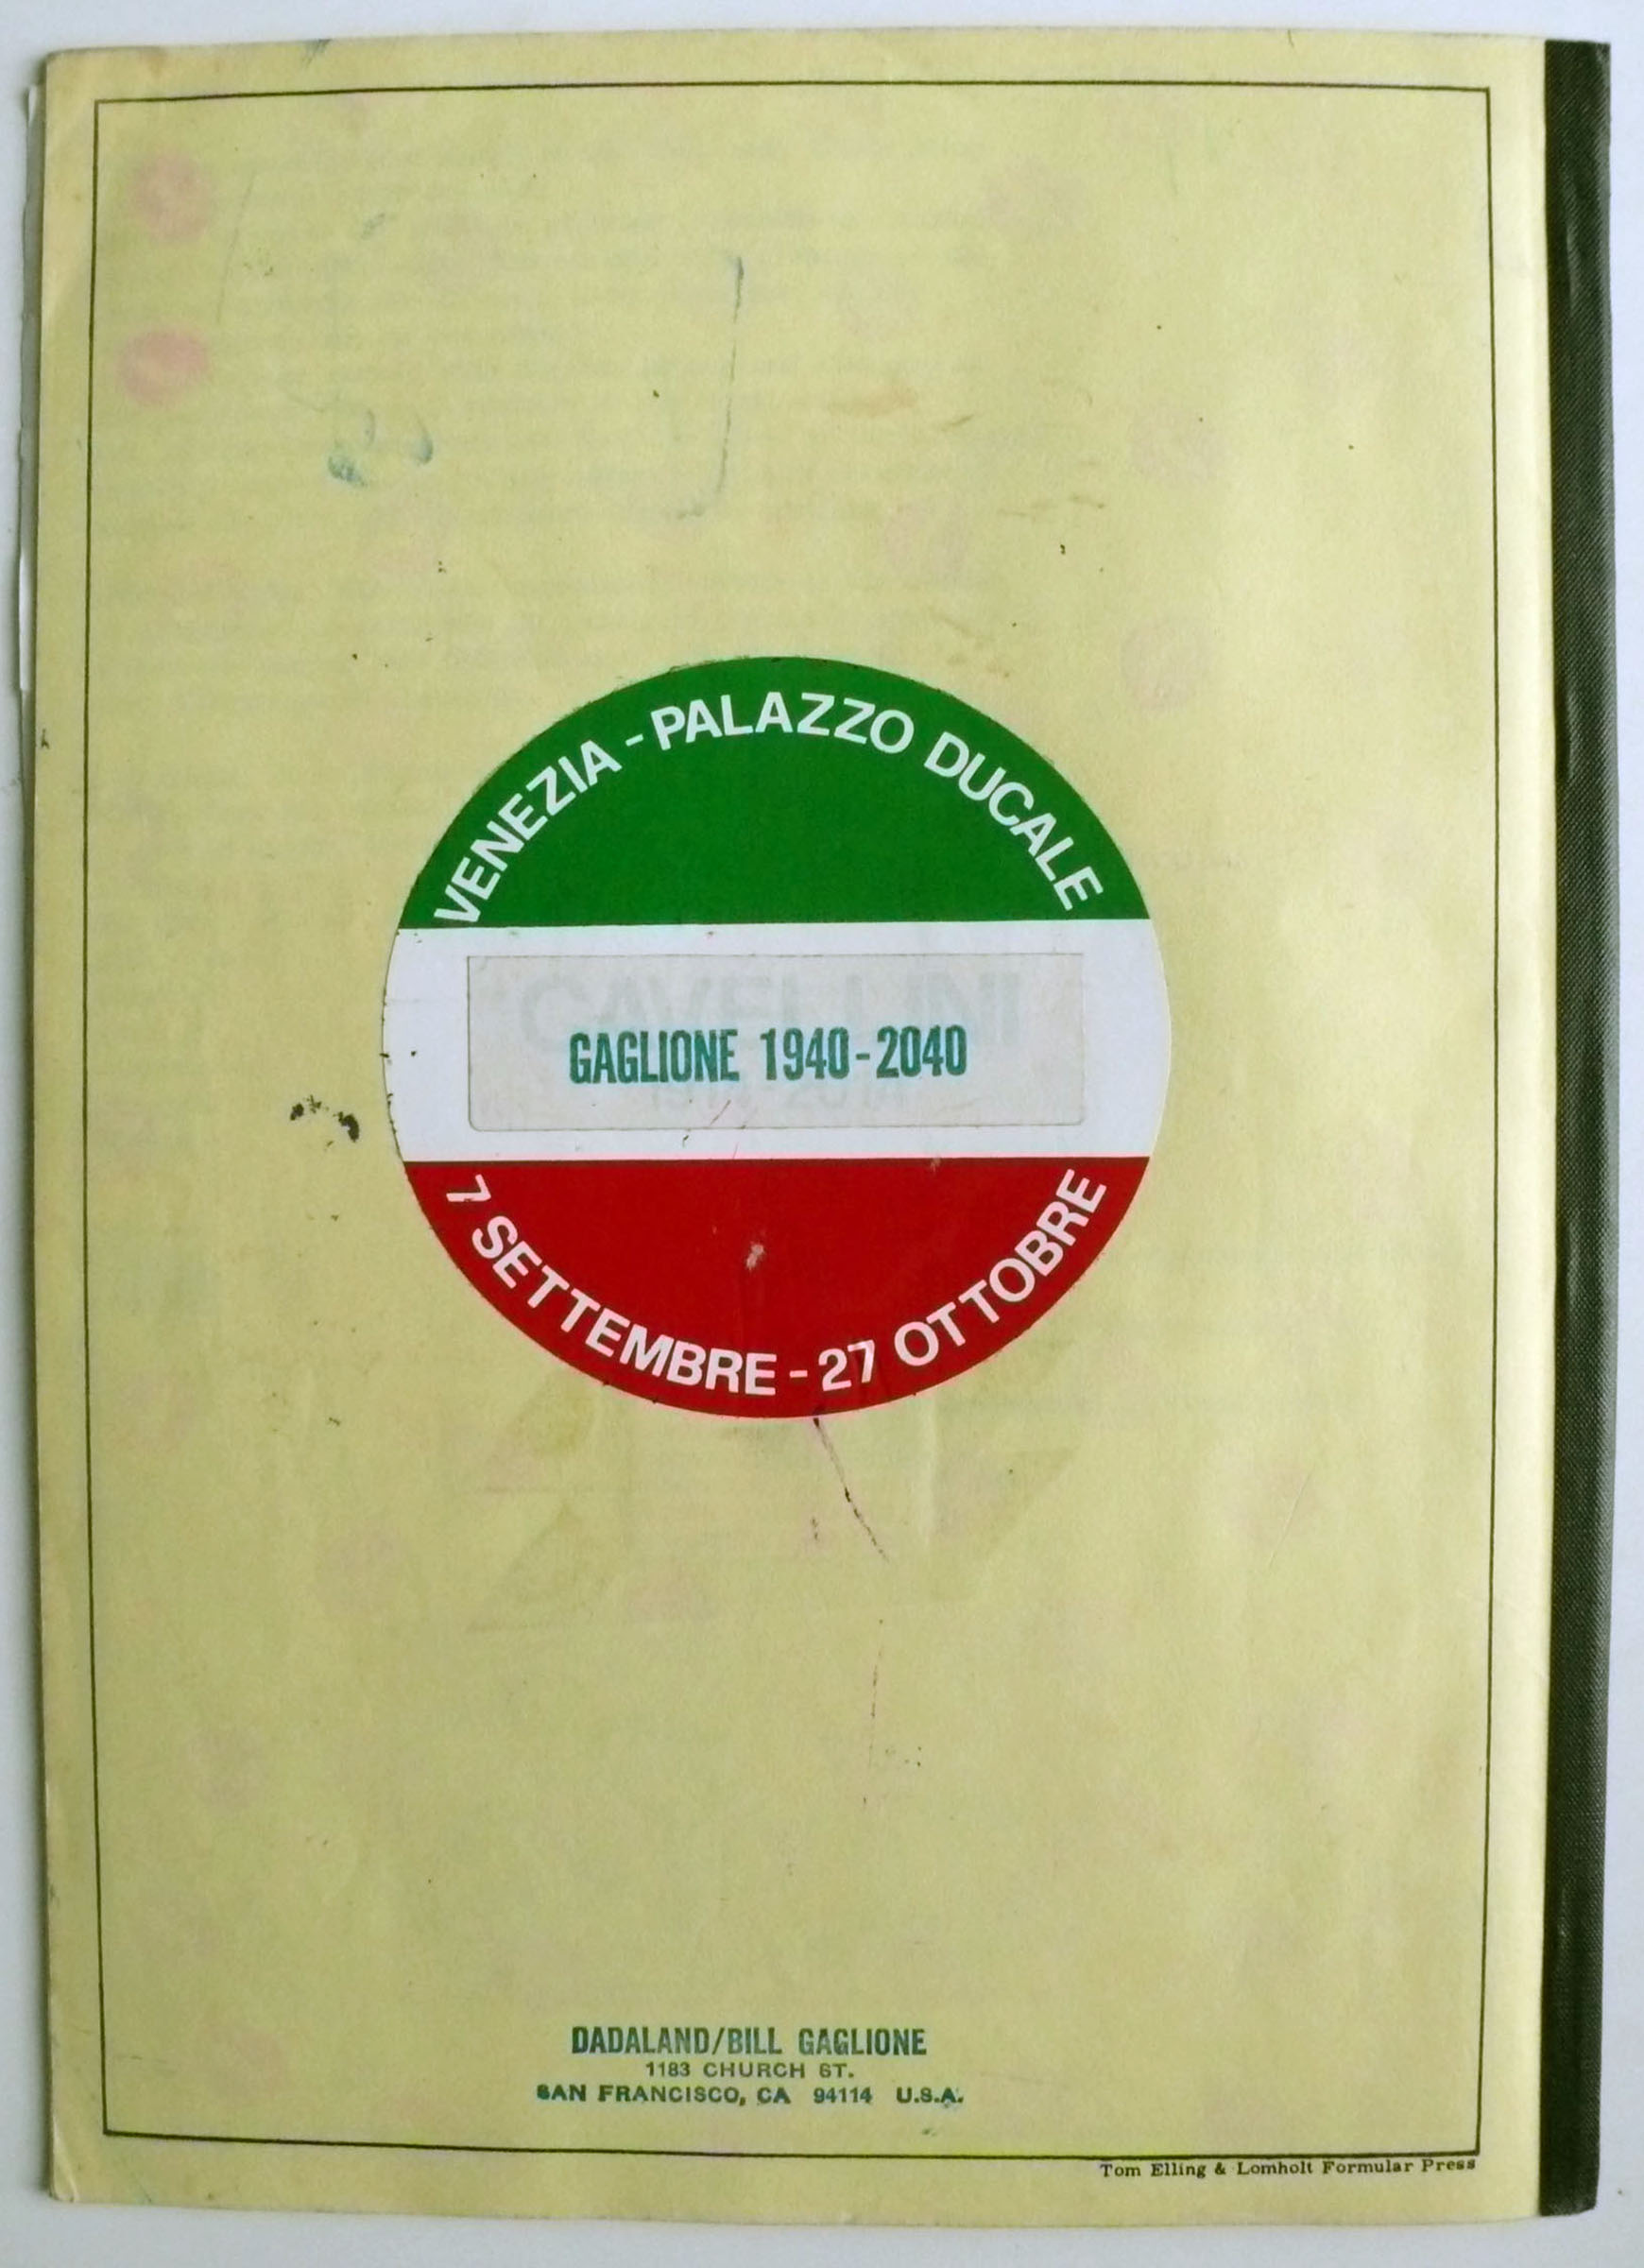 VENEZIA - PALAZZO DUCALE
CAVELLINI
GAGLIONE 1940-2040
7 SETTEMBRE - 27 OTTOBRE
DADALAND/BILL GAGLIONE
1183 CHURCH ST.
SAN FRANCISCO, CA 94114 U.S.A.
Tom Elling & Lomholt Formular Press